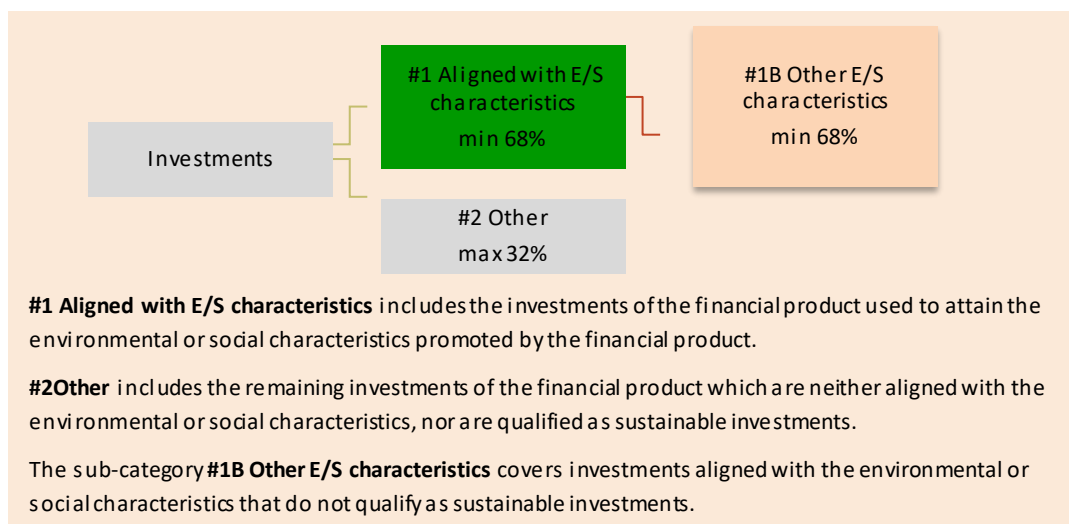 #1 Aligned with E/S
characteristics
min 68%
#1B Other E/S
characteristics
min 68%
Investments
#2 Other
max 32%
#1 Aligned with E/S characteristics includes the investments of the financial product used to attain the
environmental or social characteristics promoted by the financial product.
#2Other includes the remaining investments of the financial product which are neither aligned with the
environmental or social characteristics, nor are qualified as sustainable investments.
The sub-category #1B Other E/S characteristics covers investments aligned with the environmental or
social characteristics that do not qualify as sustainable investments.